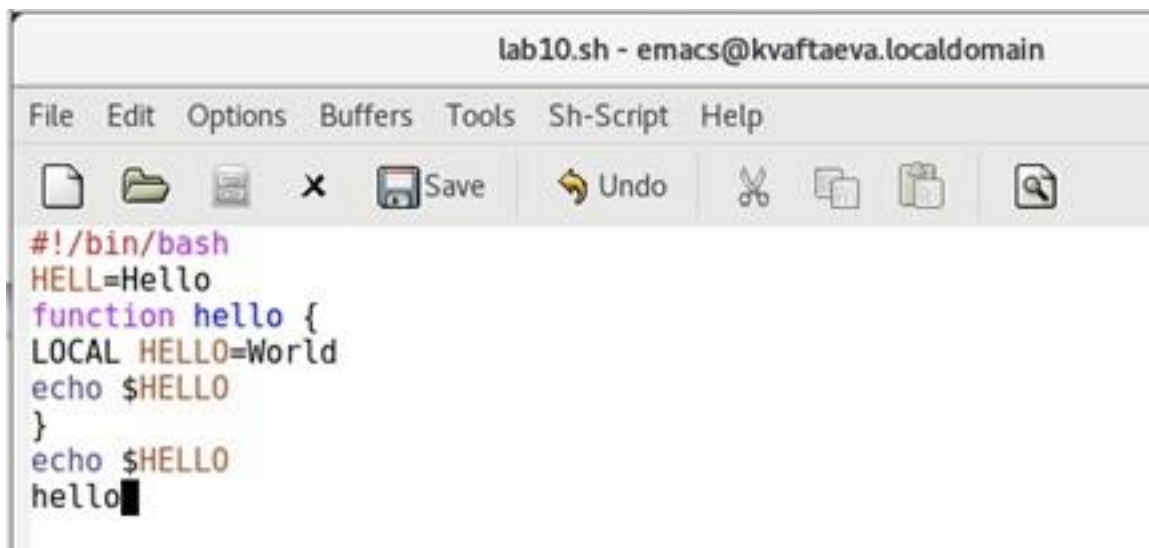 lab10.sh - emacs@kvaftaeva.localdomain
File Edit Options Buffers Tools Sh-Script Help
Save Undo
#!/bin/bash
HELL=Hello
function hello {
LOCAL HELLO=World
echo $HELLO
}
echo $HELLO
hello